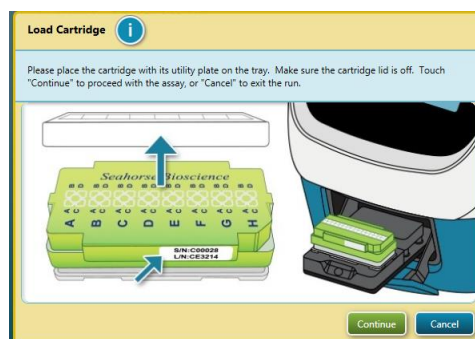 Load Cartridge i
Please place the cartridge with its utility plate on the tray. Make sure the cartridge lid is off. Touch
"Continue" to proceed with the assay, or "Cancel" to exit the run.
Seahorse Bioscience
B D B D B D B D B D B D B D B D
A C A C A C A C A C A C A C A C
A B C D E F G H
S/N:C00028
L/N:CE3214
Continue Cancel